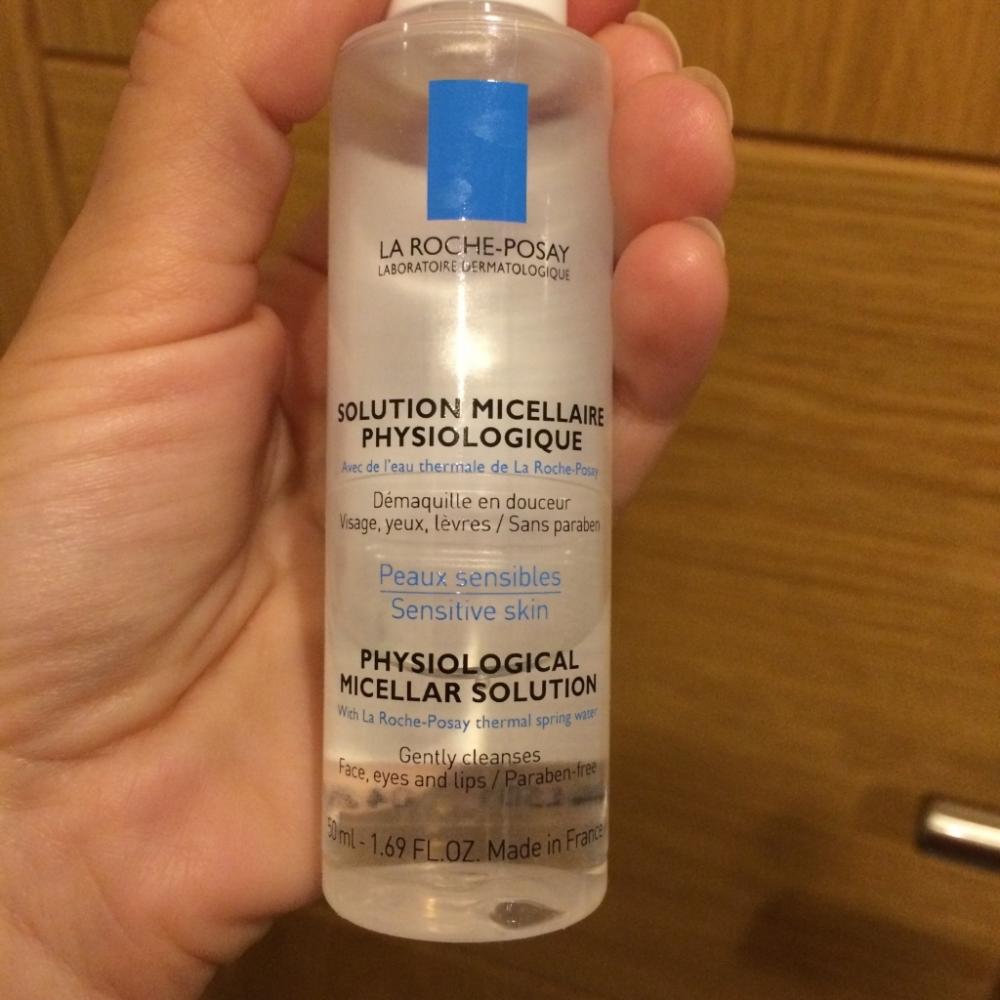 LA ROCHE-POSAY
LABORATOIRE DERMATOLOGIQUE
SOLUTION MICELLAIRE
PHYSIOLOGIQUE
Avec de l'eau thermale de La Roche-Posay
Démaquille en douceur
Visage, yeux, lèvres / Sans paraben
Peaux sensibles
Sensitive skin
PHYSIOLOGICAL
MICELLAR SOLUTION
With La Roche-Posay thermal spring water
Gently cleanses
Face, eyes and lips / Paraben-free
50 ml - 1.69 FL.OZ. Made in France